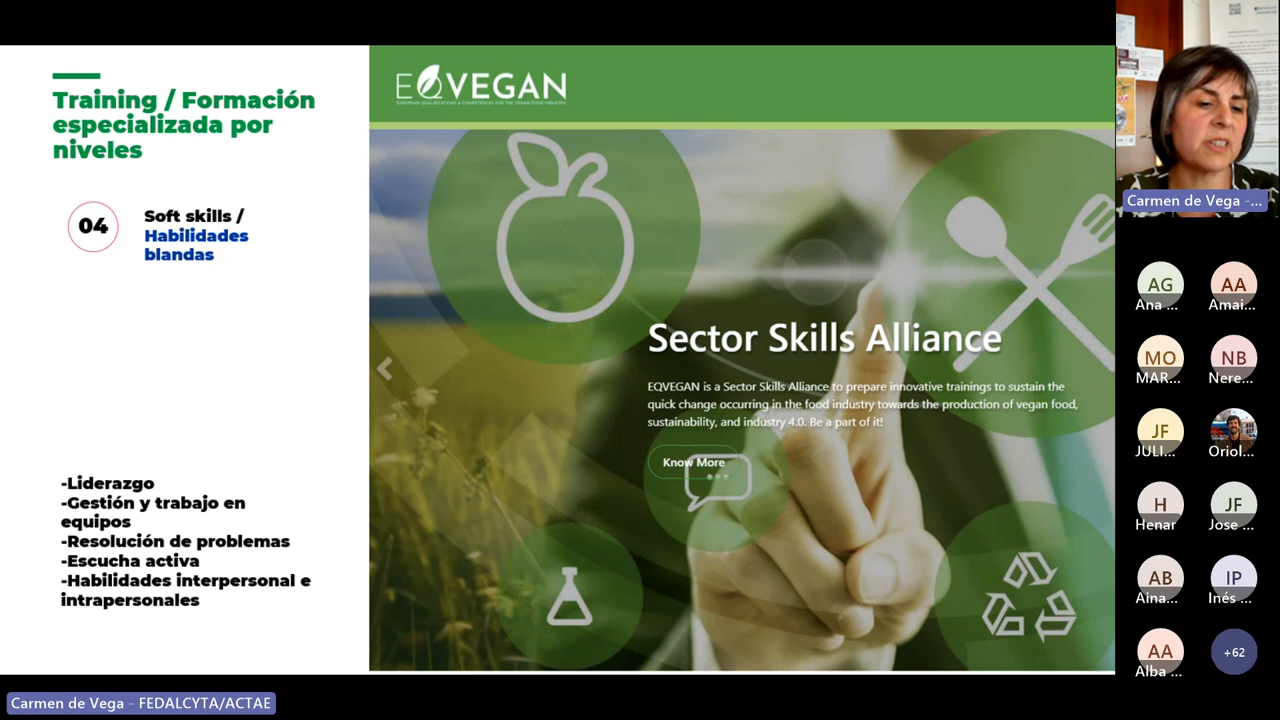 Training / Formación
especializada por
niveles
04
Soft skills /
Habilidades
blandas
-Liderazgo
-Gestión y trabajo en
equipos
-Resolución de problemas
-Escucha activa
-Habilidades interpersonal e
intrapersonales
EQVEGAN
EUROPEAN QUALIFICATIONS & COMPETENCES FOR THE VEGAN FOOD INDUSTRY
Sector Skills Alliance
EQVEGAN is a Sector Skills Alliance to prepare innovative trainings to sustain the
quick change occurring in the food industry towards the production of vegan food,
sustainability, and industry 4.0. Be a part of it!
Know More
Carmen de Vega -...
AG
Ana ...
AA
Amai...
MO
MAR...
NB
Nere...
JF
JULI...
Oriol...
H
Henar
JF
Jose ...
AB
Aina...
IP
Inés ...
AA
Alba ...
+62
Carmen de Vega - FEDALCYTA/ACTAE